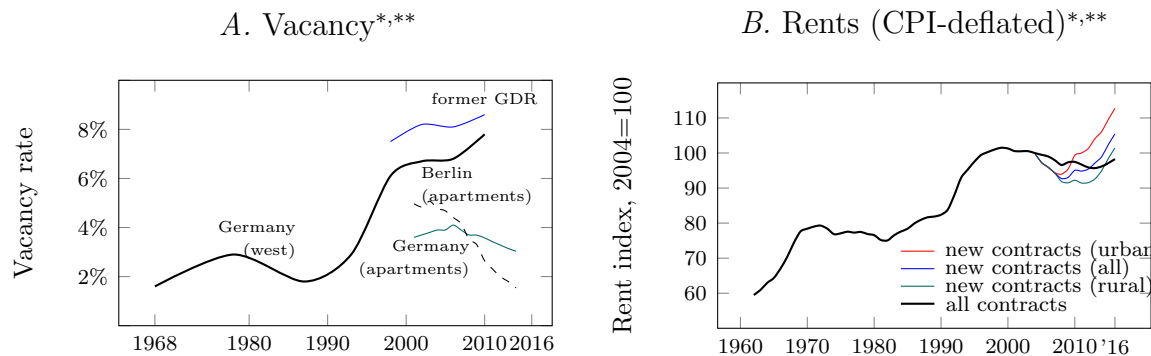 A. Vacancy*,**
Vacancy rate
8%
6%
4%
2%
1968
1980
1990
2000
2010
2016
former GDR
Berlin
(apartments)
Germany
(west)
Germany
(apartments)
B. Rents (CPI-deflated)*,**
Rent index, 2004=100
110
100
90
80
70
60
1960
1970
1980
1990
2000
2010
'16
new contracts (urban
new contracts (all)
new contracts (rural)
all contracts